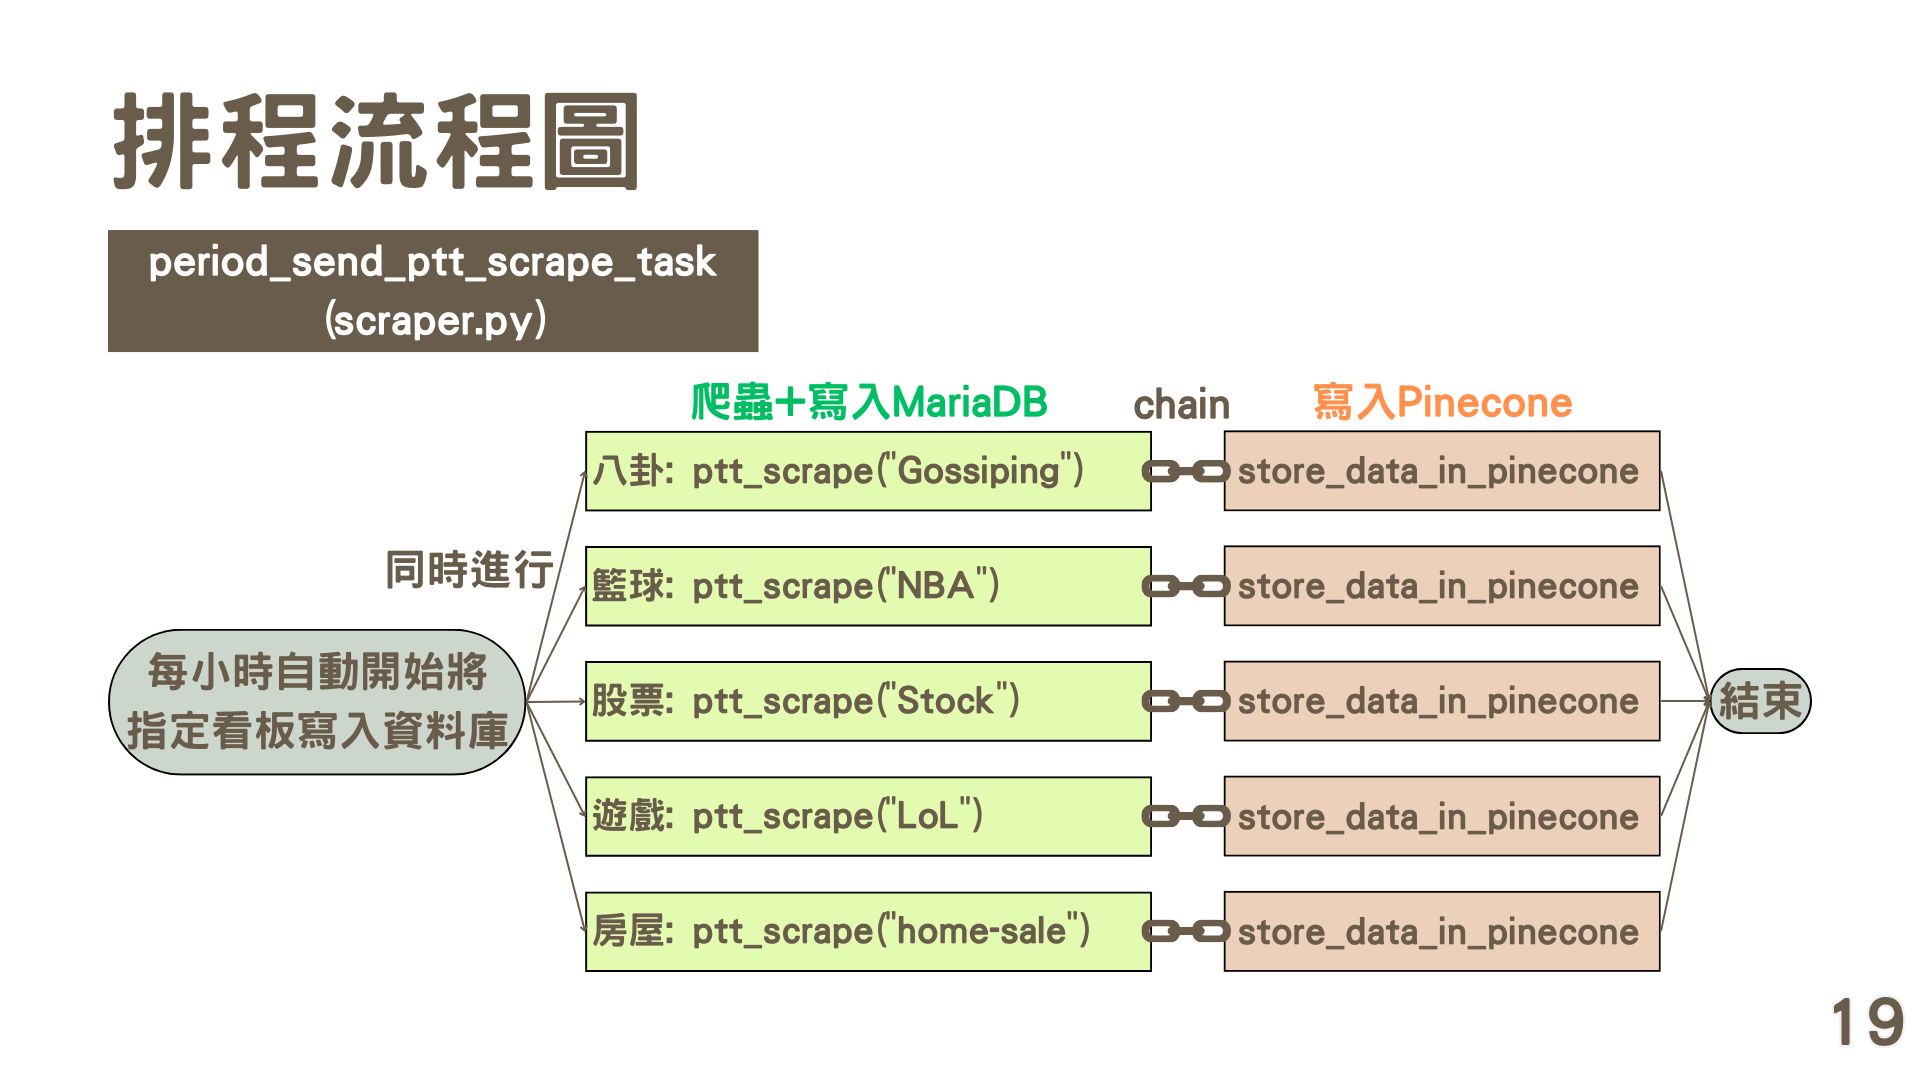 排程流程圖
period_send_ptt_scrape_task
(scraper.py)
爬蟲+寫入MariaDB
chain
寫入Pinecone
同時進行
每小時自動開始將
指定看板寫入資料庫
八卦: ptt_scrape("Gossiping")
store_data_in_pinecone
籃球: ptt_scrape("NBA")
store_data_in_pinecone
股票: ptt_scrape("Stock")
store_data_in_pinecone
遊戲: ptt_scrape("LoL")
store_data_in_pinecone
房屋: ptt_scrape("home-sale")
store_data_in_pinecone
結束
19